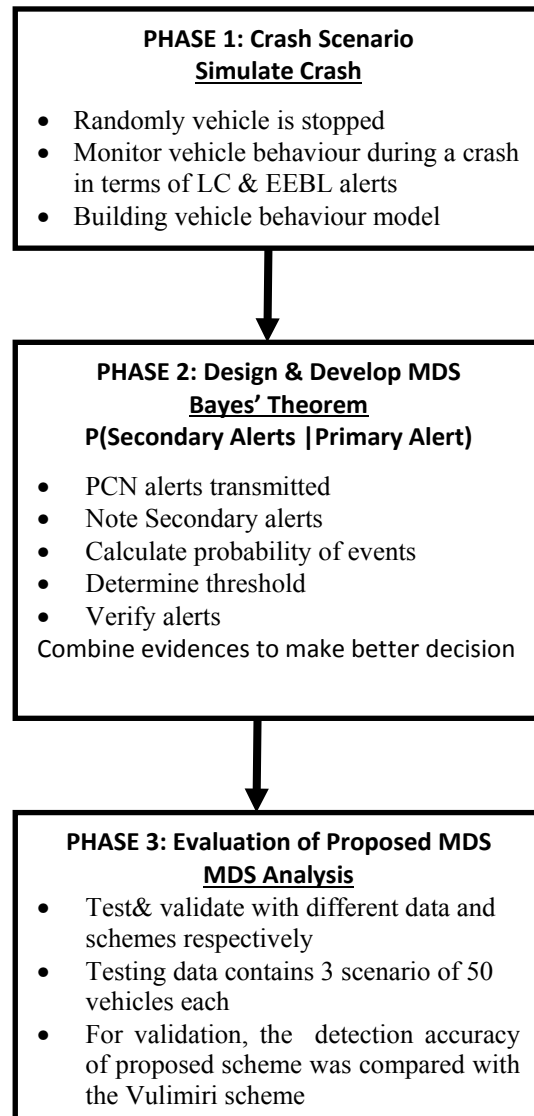 PHASE 1: Crash Scenario
Simulate Crash
• Randomly vehicle is stopped
• Monitor vehicle behaviour during a crash
in terms of LC & EEBL alerts
• Building vehicle behaviour model
PHASE 2: Design & Develop MDS
Bayes’ Theorem
P(Secondary Alerts |Primary Alert)
• PCN alerts transmitted
• Note Secondary alerts
• Calculate probability of events
• Determine threshold
• Verify alerts
Combine evidences to make better decision
PHASE 3: Evaluation of Proposed MDS
MDS Analysis
• Test& validate with different data and
schemes respectively
• Testing data contains 3 scenario of 50
vehicles each
• For validation, the detection accuracy
of proposed scheme was compared with
the Vulimiri scheme